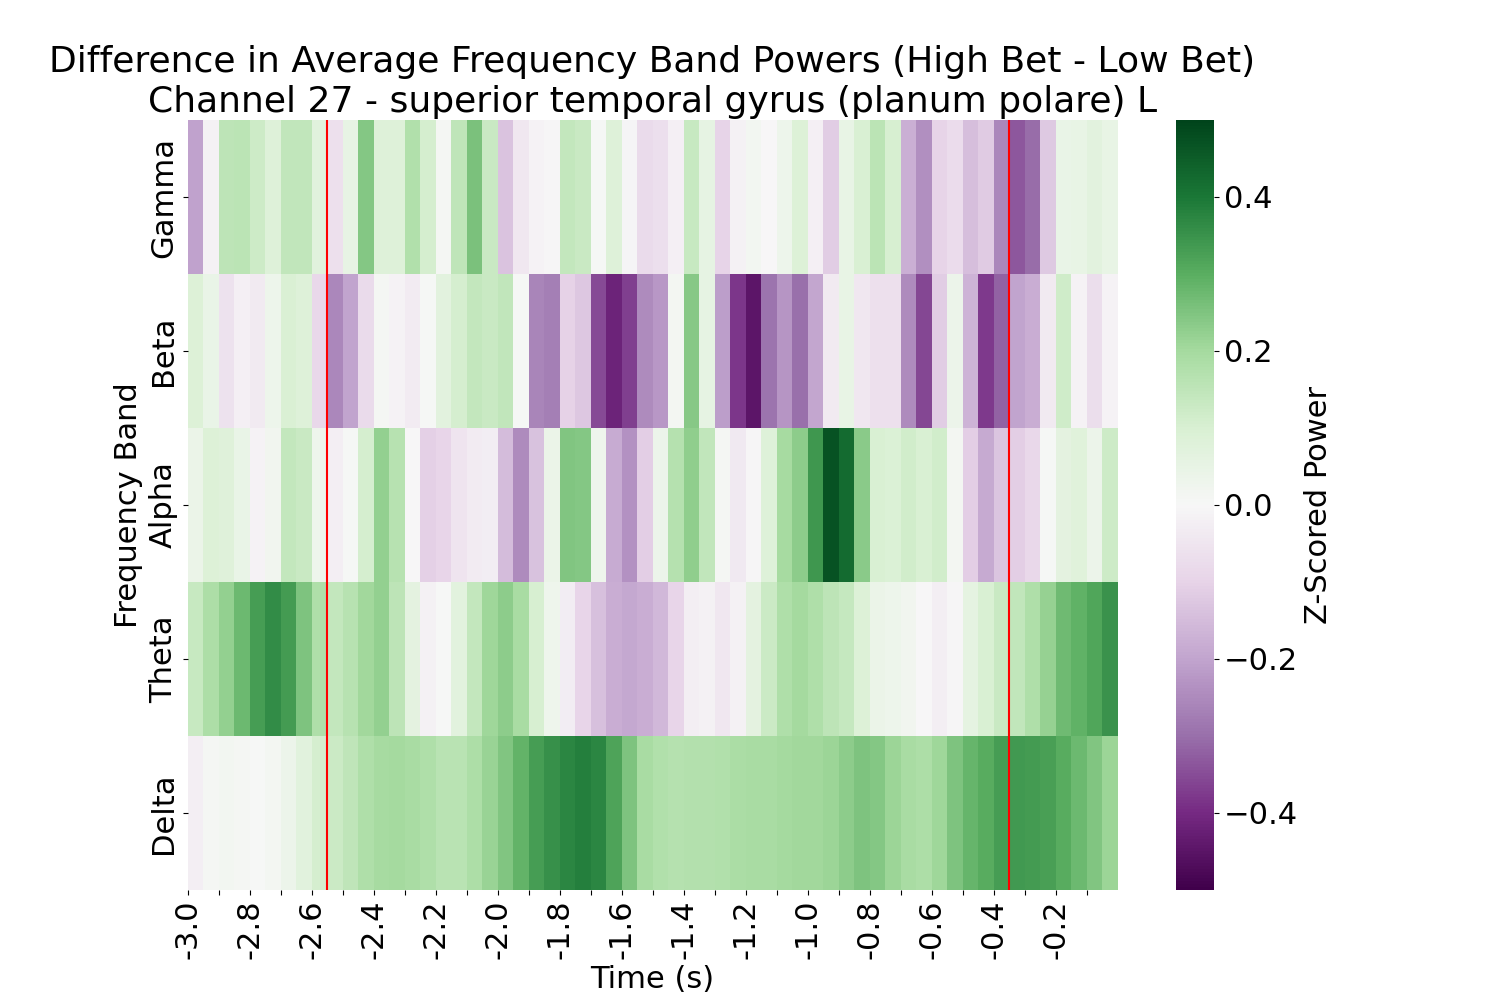 Difference in Average Frequency Band Powers (High Bet - Low Bet)
Channel 27 - superior temporal gyrus (planum polare) L
Frequency Band
Gamma
Beta
Alpha
Theta
Delta
-3.0 -2.8 -2.6 -2.4 -2.2 -2.0 -1.8 -1.6 -1.4 -1.2 -1.0 -0.8 -0.6 -0.4 -0.2
Time (s)
0.4
0.2
0.0
−0.2
−0.4
Z-Scored Power